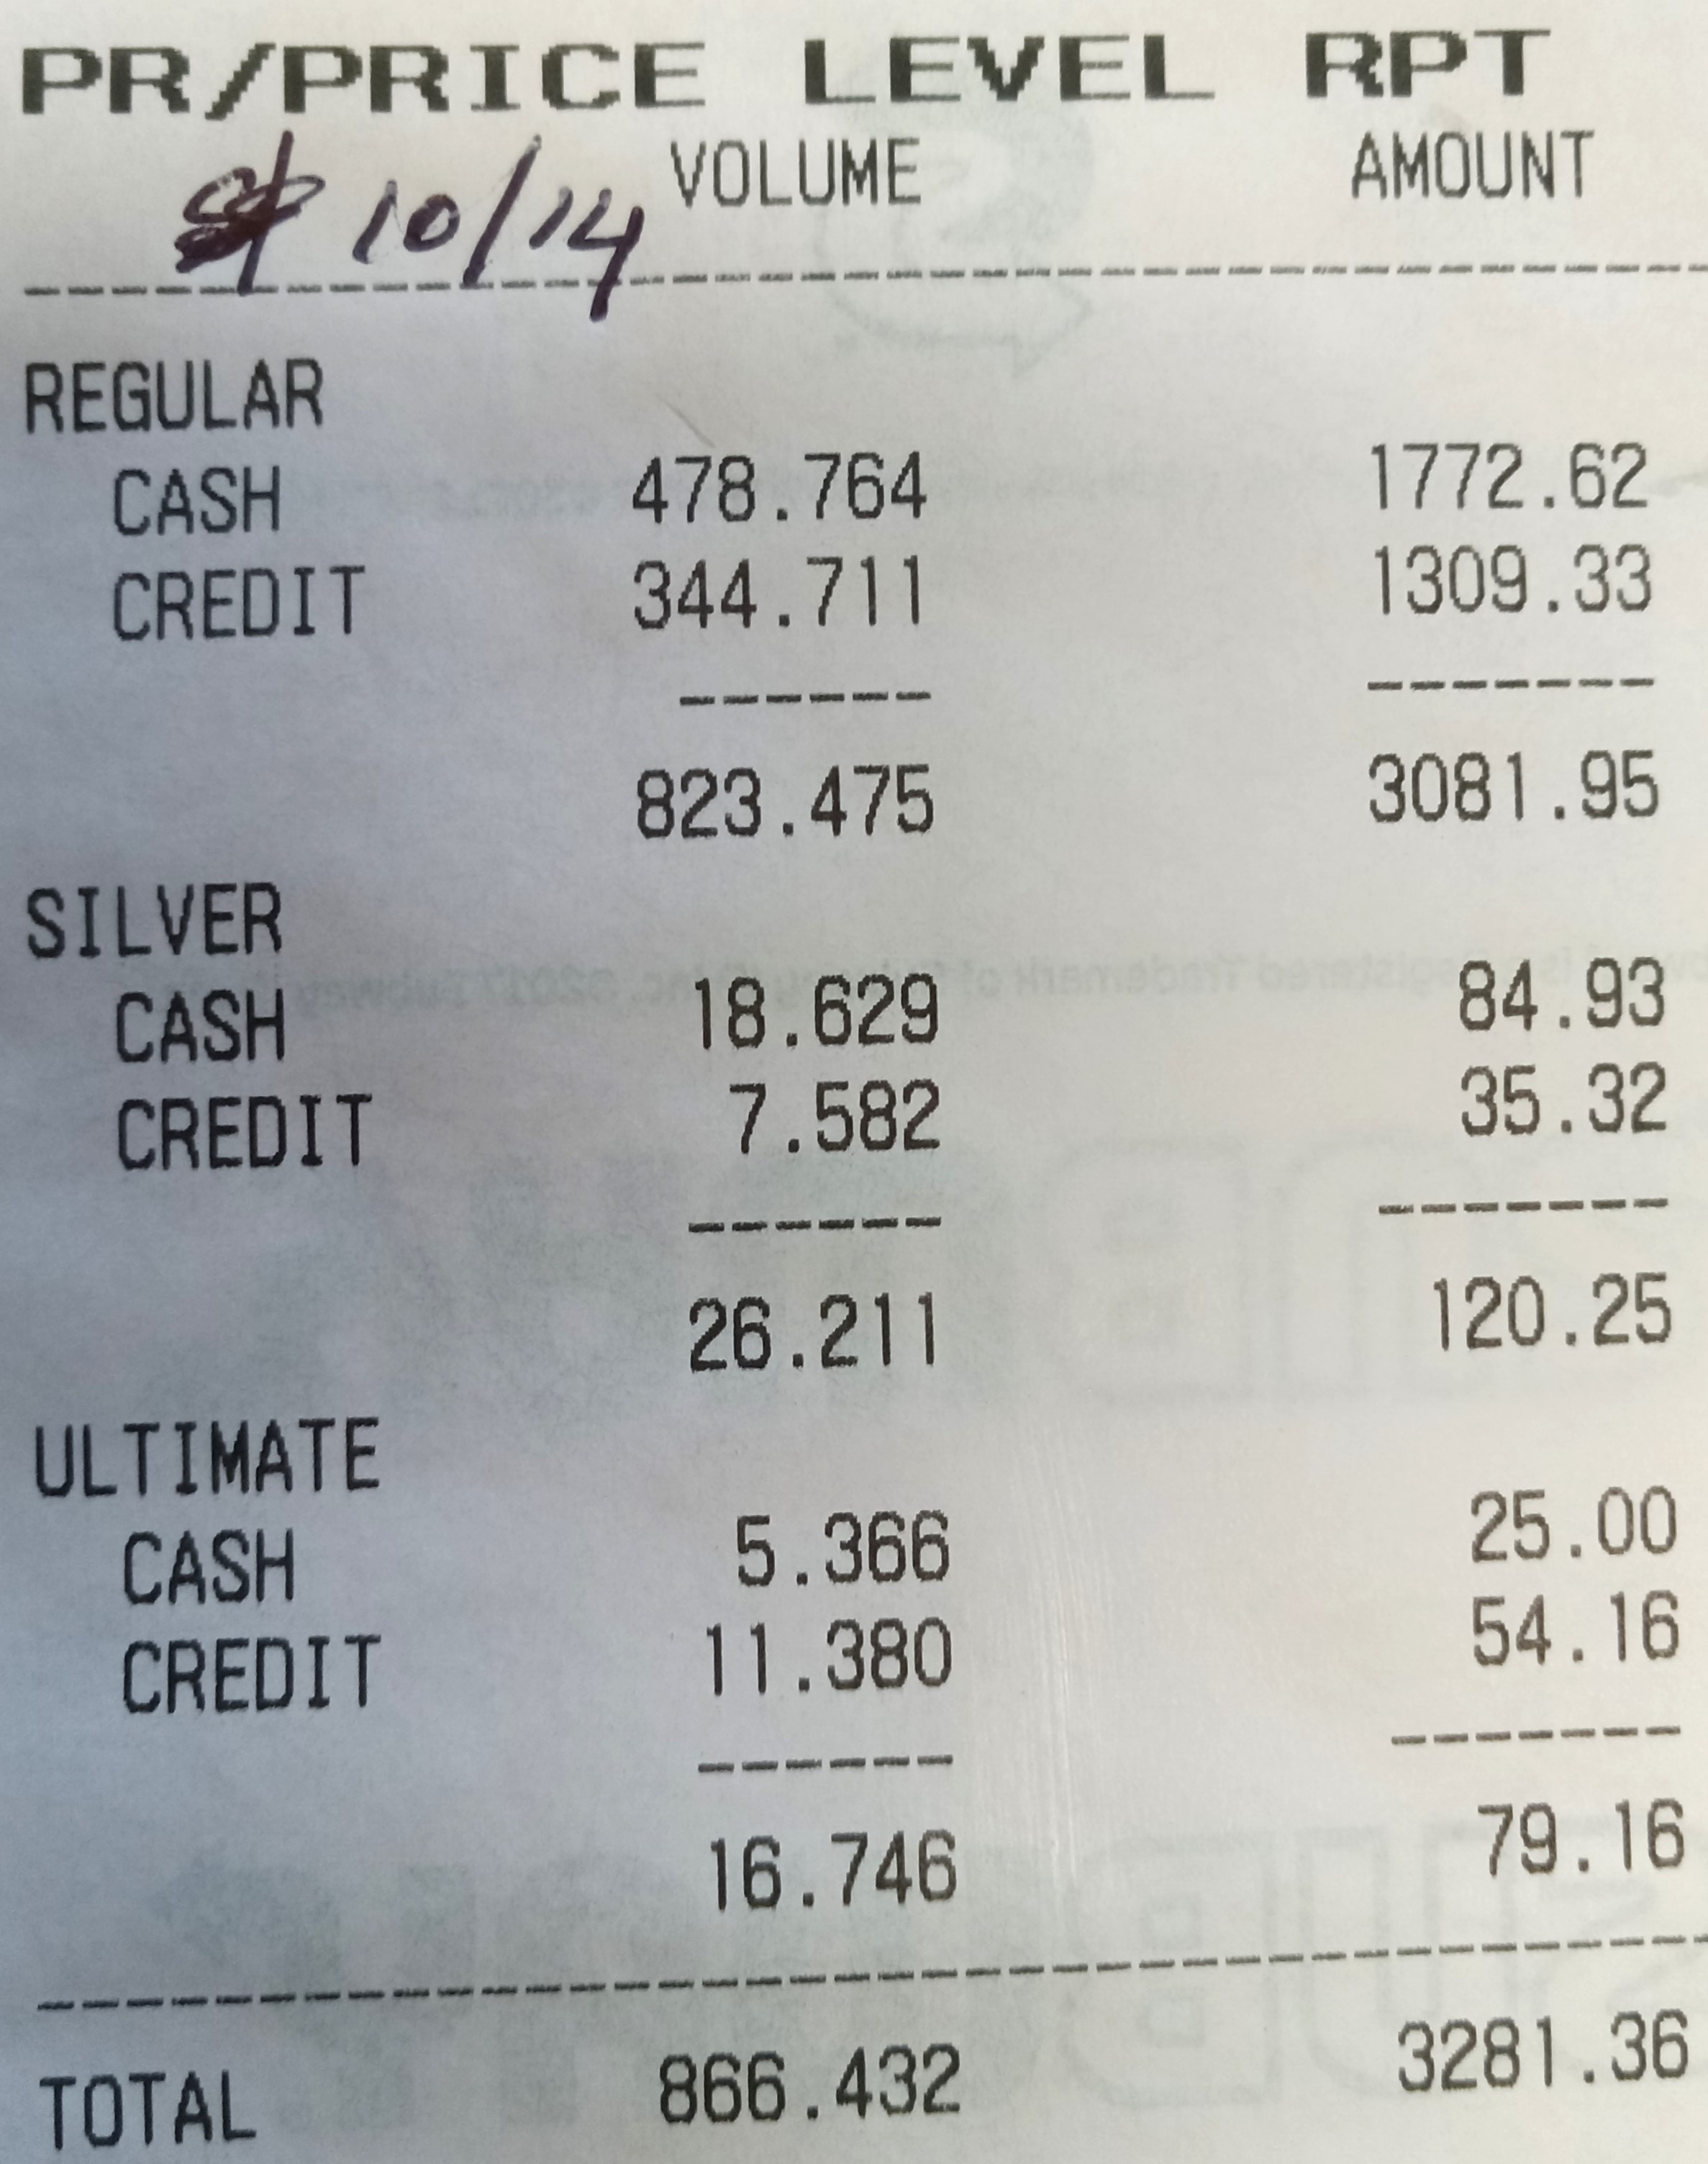 PR/PRICE LEVEL RPT
VOLUME AMOUNT
10/14
REGULAR
CASH 478.764 1772.62
CREDIT 344.711 1309.33
------ -------
823.475 3081.95
SILVER
CASH 18.629 84.93
CREDIT 7.582 35.32
------ -------
26.211 120.25
ULTIMATE
CASH 5.366 25.00
CREDIT 11.380 54.16
------ -------
16.746 79.16
TOTAL 866.432 3281.36